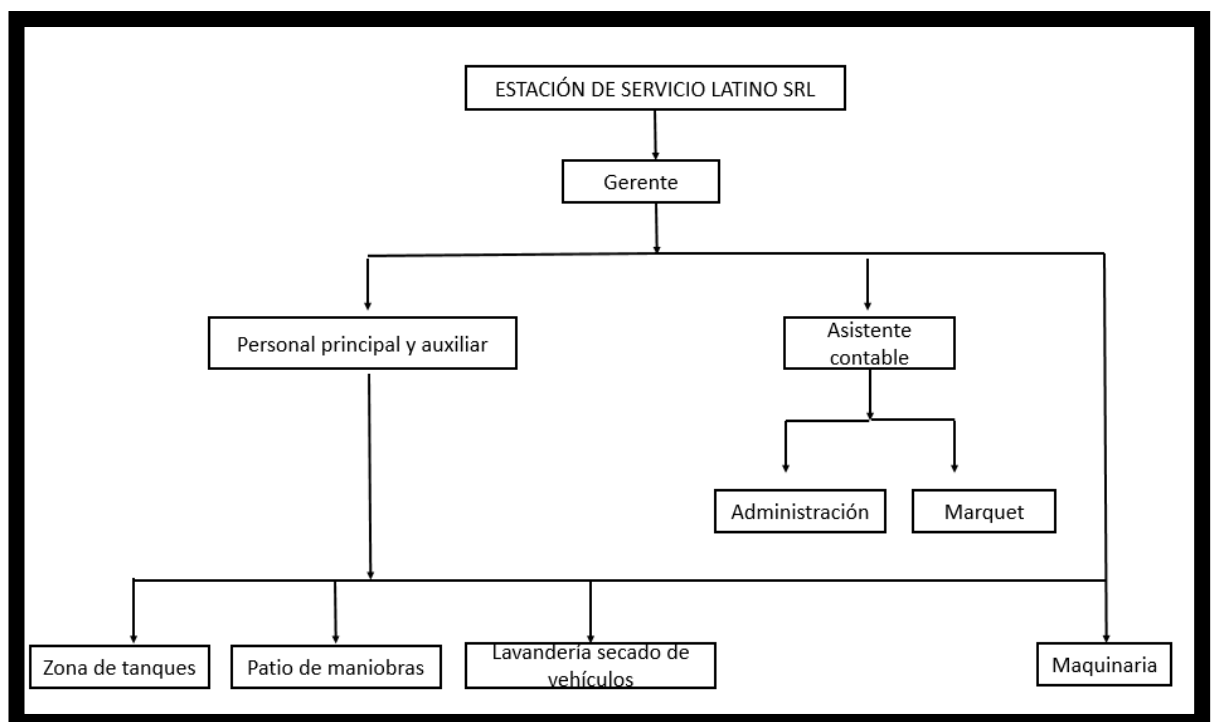 ESTACIÓN DE SERVICIO LATINO SRL
Gerente
Personal principal y auxiliar
Asistente
contable
Administración
Marquet
Zona de tanques
Patio de maniobras
Lavandería secado de
vehículos
Maquinaria